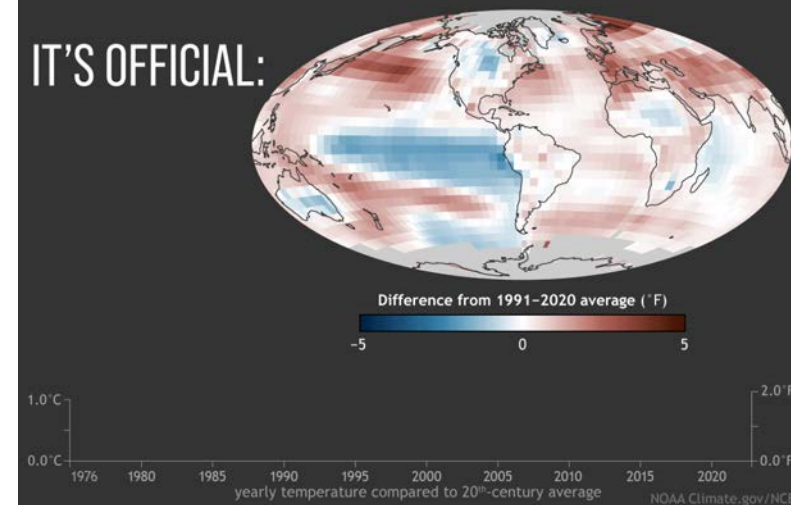 IT'S OFFICIAL:
Difference from 1991–2020 average (˚F)
-5 0 5
1.0˚C 2.0˚F
0.0˚C 0.0˚F
1976 1980 1985 1990 1995 2000 2005 2010 2015 2020
yearly temperature compared to 20th-century average
NOAA Climate.gov/NCE